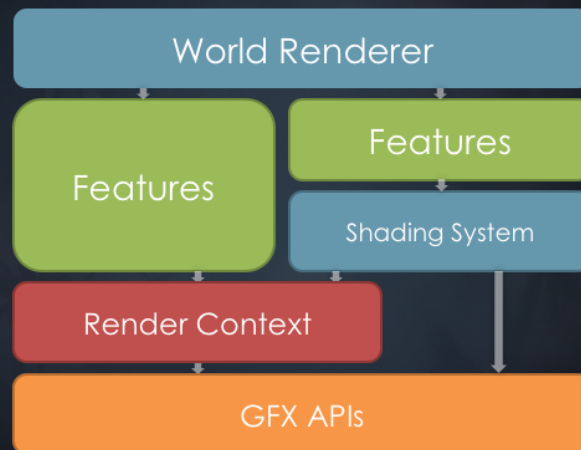 World Renderer
Features
Features
Shading System
Render Context
GFX APIs